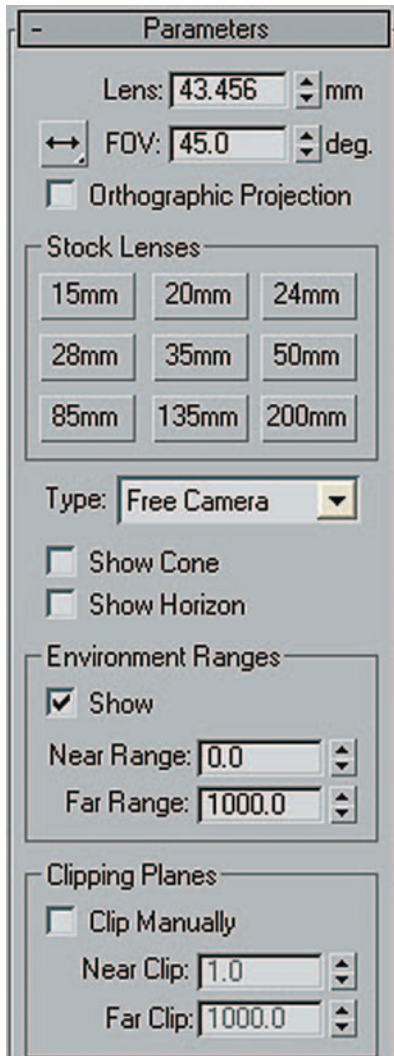 - Parameters
Lens: 43.456 mm
FOV: 45.0 deg.
Orthographic Projection
Stock Lenses
15mm 20mm 24mm
28mm 35mm 50mm
85mm 135mm 200mm
Type: Free Camera
Show Cone
Show Horizon
Environment Ranges
Show
Near Range: 0.0
Far Range: 1000.0
Clipping Planes
Clip Manually
Near Clip: 1.0
Far Clip: 1000.0